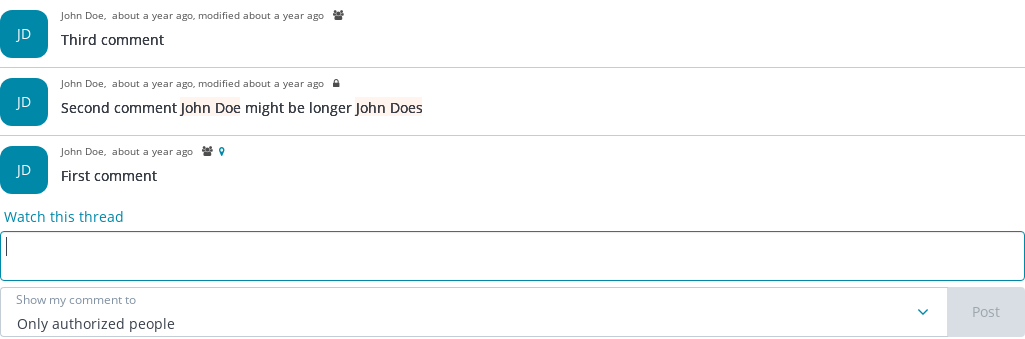 JD
John Doe, about a year ago, modified about a year ago
Third comment
JD
John Doe, about a year ago, modified about a year ago
Second comment John Doe might be longer John Does
JD
John Doe, about a year ago
First comment
Watch this thread
Show my comment to
Only authorized people
Post